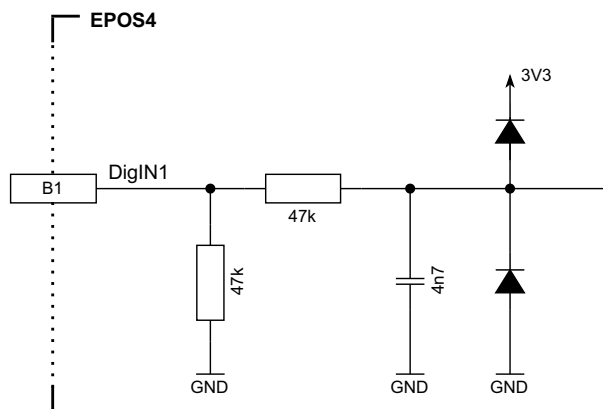 EPOS4
3V3
DigIN1
B1
47k
47k
4n7
GND
GND
GND